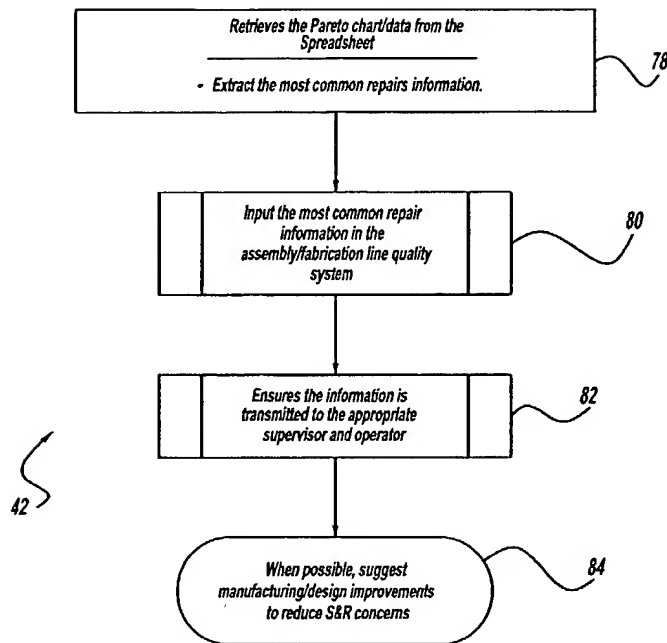 Retrieves the Pareto chart/data from the
Spreadsheet
- Extract the most common repairs information.
78
Input the most common repair
information in the
assembly/fabrication line quality
system
80
Ensures the information is
transmitted to the appropriate
supervisor and operator
82
42
When possible, suggest
manufacturing/design improvements
to reduce S&R concerns
84